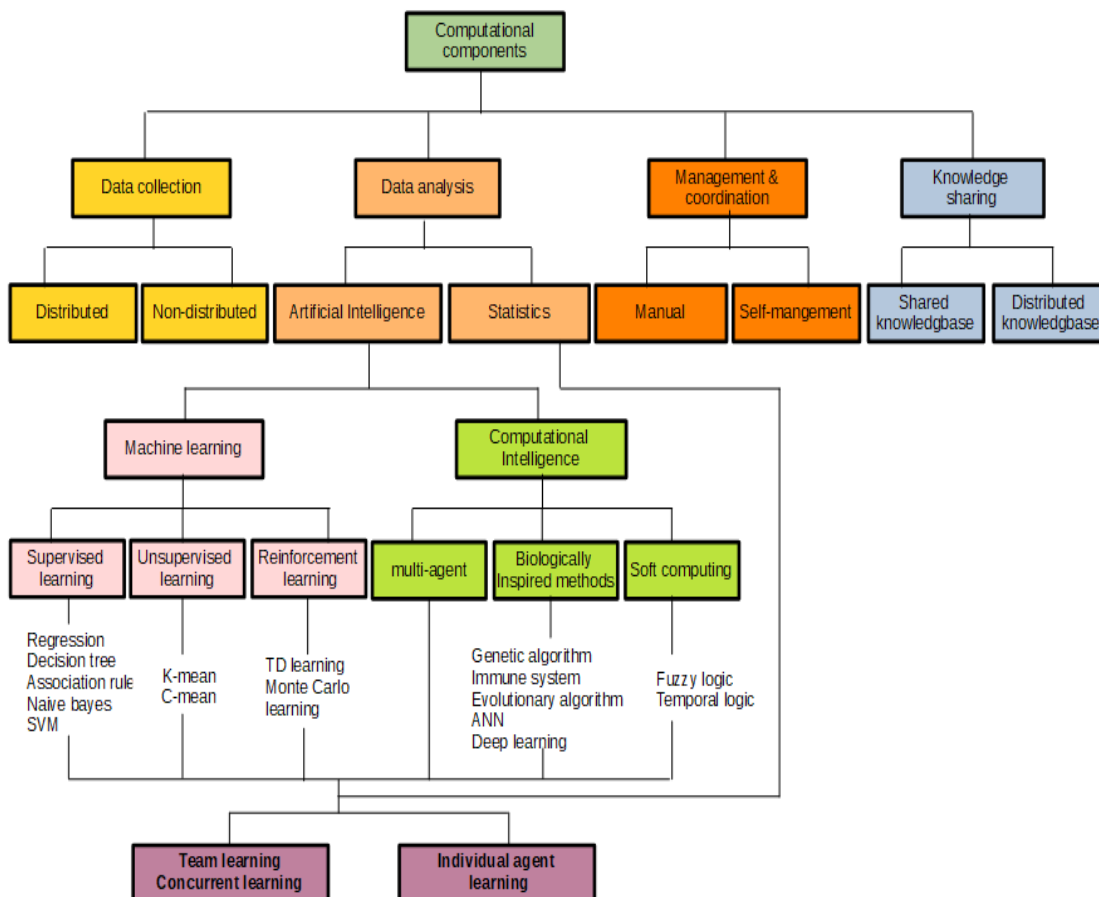 Computational
components
Data collection
Data analysis
Management &
coordination
Knowledge
sharing
Distributed
Non-distributed
Artificial Intelligence
Statistics
Manual
Self-mangement
Shared
knowledgbase
Distributed
knowledgbase
Machine learning
Computational
Intelligence
Supervised
learning
Unsupervised
learning
Reinforcement
learning
multi-agent
Biologically
Inspired methods
Soft computing
Regression
Decision tree
Association rule
Naive bayes
SVM
K-mean
C-mean
TD learning
Monte Carlo
learning
Genetic algorithm
Immune system
Evolutionary algorithm
ANN
Deep learning
Fuzzy logic
Temporal logic
Team learning
Concurrent learning
Individual agent
learning